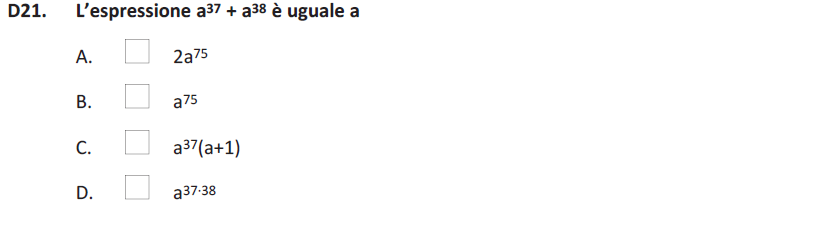 D21. L'espressione a³⁷ + a³⁸ è uguale a
A. 2a⁷⁵
B. a⁷⁵
C. a³⁷(a+1)
D. a³⁷·³⁸